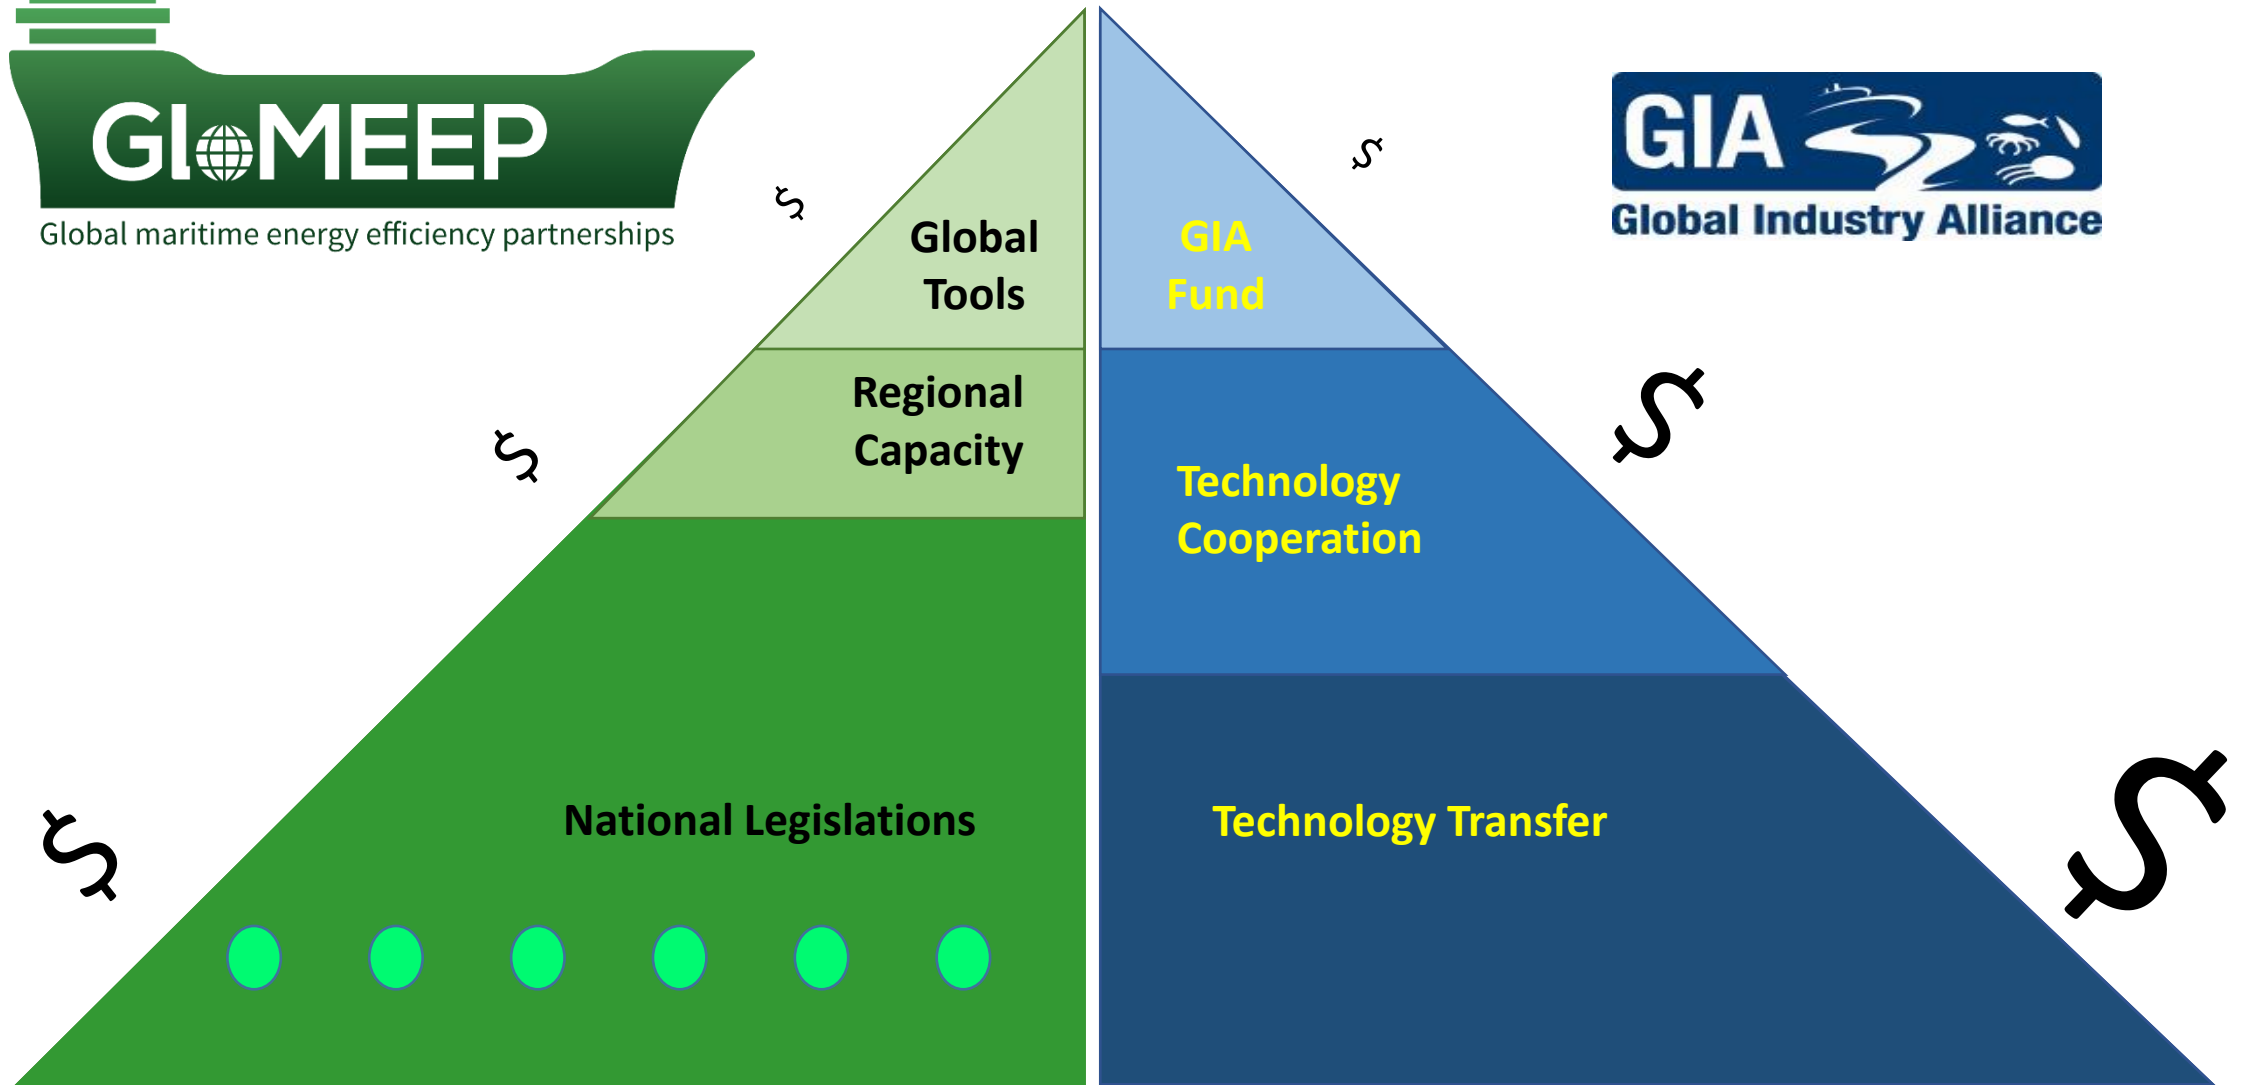 GloMEEP
Global maritime energy efficiency partnerships
GIA
Global Industry Alliance
$
$
Global
Tools
GIA
Fund
Regional
Capacity
$
$
Technology
Cooperation
National Legislations
Technology Transfer
$
$